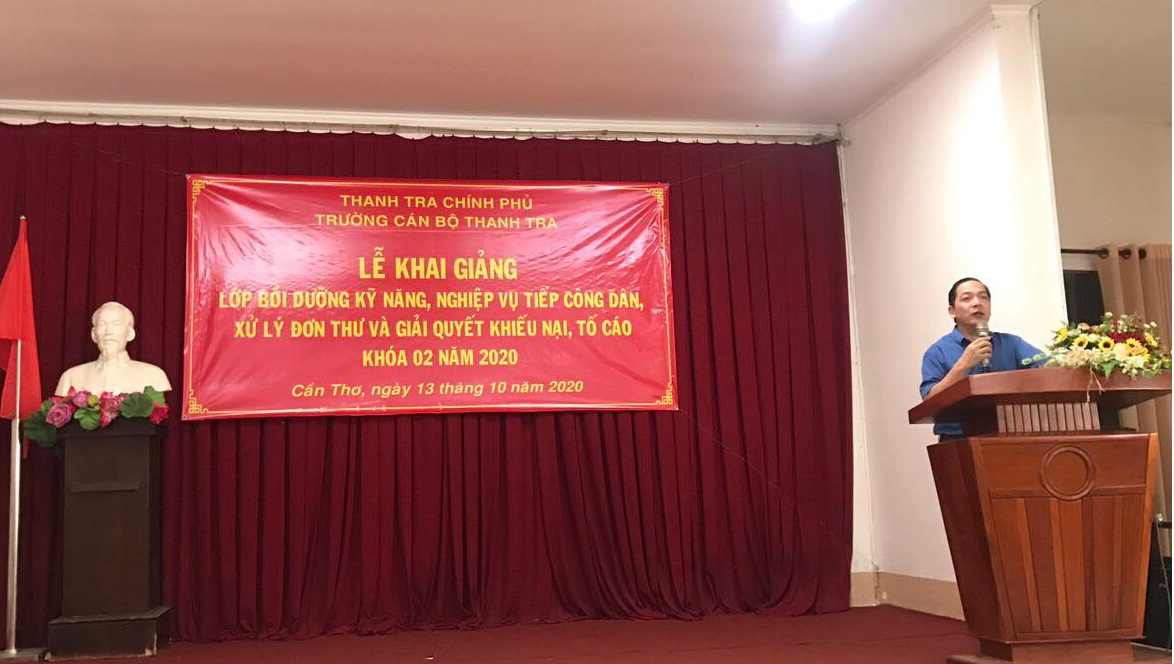 THANH TRA CHÍNH PHỦ
TRƯỜNG CÁN BỘ THANH TRA
LỄ KHAI GIẢNG
LỚP BỒI DƯỠNG KỸ NĂNG, NGHIỆP VỤ TIẾP CÔNG DÂN,
XỬ LÝ ĐƠN THƯ VÀ GIẢI QUYẾT KHIẾU NẠI, TỐ CÁO
KHÓA 02 NĂM 2020
Cần Thơ, ngày 13 tháng 10 năm 2020